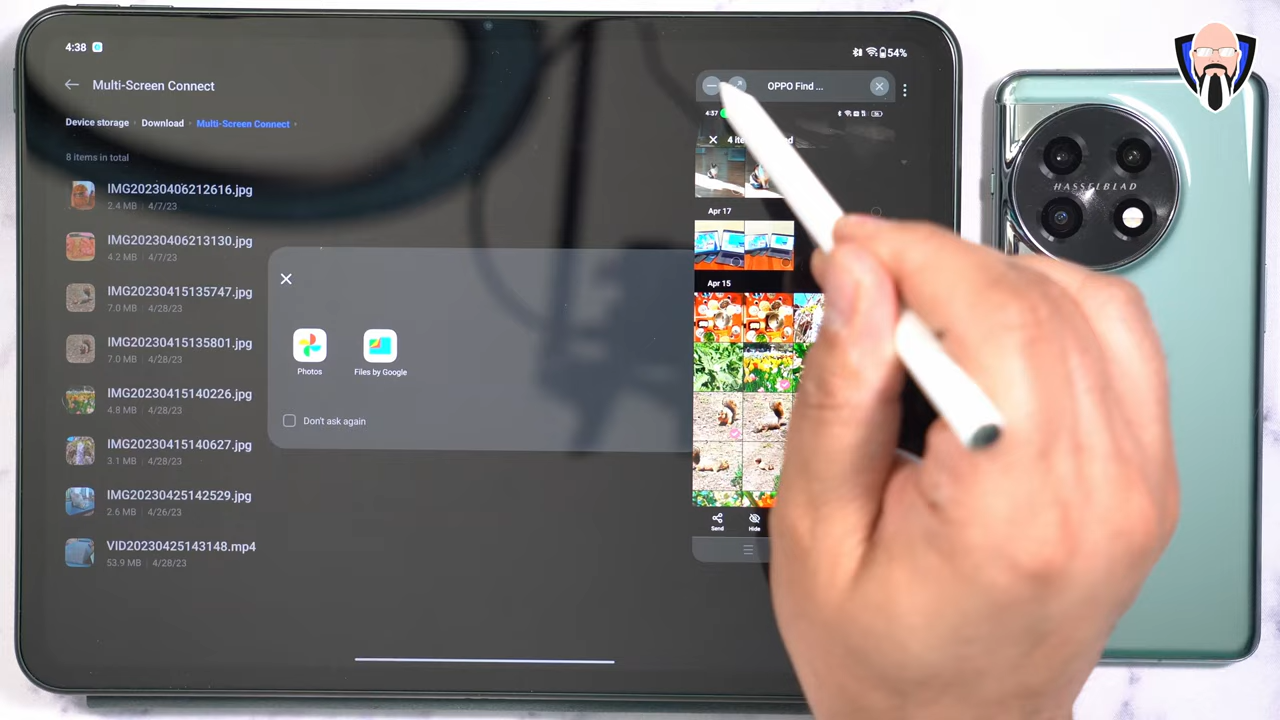 4:38
54%
Multi-Screen Connect
OPPO Find ...
Device storage
Download
Multi-Screen Connect
8 items in total
IMG20230406212616.jpg
2.4 MB | 4/7/23
IMG20230406213130.jpg
4.2 MB | 4/7/23
IMG20230415135747.jpg
7.0 MB | 4/28/23
IMG20230415135801.jpg
7.0 MB | 4/28/23
IMG20230415140226.jpg
4.8 MB | 4/28/23
IMG20230415140627.jpg
3.1 MB | 4/28/23
IMG20230425142529.jpg
2.6 MB | 4/26/23
VID20230425143148.mp4
53.9 MB | 4/28/23
Photos
Files by Google
Don't ask again
4:37
Apr 17
Apr 15
Send
Hide
HASSELBLAD